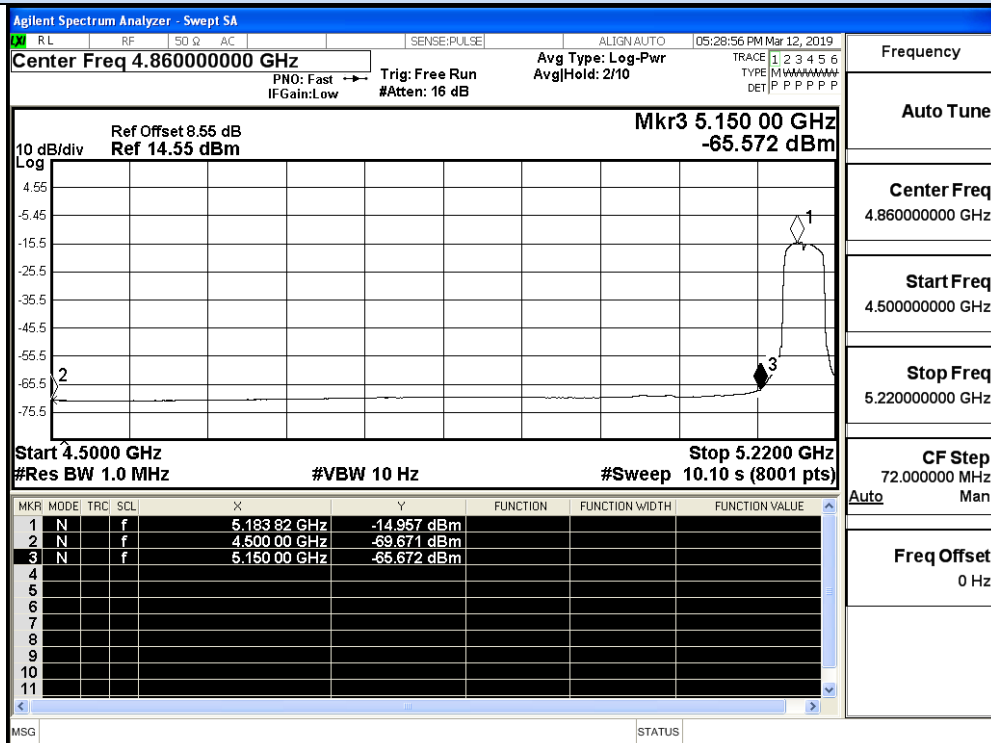 Agilent Spectrum Analyzer - Swept SA
LXI RL RF 50 Ω AC SENSE:PULSE ALIGN AUTO 05:28:56 PM Mar 12, 2019
Center Freq 4.860000000 GHz
PNO: Fast
IFGain:Low
Trig: Free Run
#Atten: 16 dB
Avg Type: Log-Pwr
Avg|Hold: 2/10
TRACE 1 2 3 4 5 6
TYPE M
DET P P P P P P
Ref Offset 8.55 dB
10 dB/div Ref 14.55 dBm
Log
Mkr3 5.150 00 GHz
-65.572 dBm
4.55
-5.45
-15.5
-25.5
-35.5
-45.5
-55.5
-65.5
-75.5
1
2
3
Start 4.5000 GHz Stop 5.2200 GHz
#Res BW 1.0 MHz #VBW 10 Hz #Sweep 10.10 s (8001 pts)
MKR MODE TRC SCL X Y FUNCTION FUNCTION WIDTH FUNCTION VALUE
1 N f 5.183 82 GHz -14.957 dBm
2 N f 4.500 00 GHz -69.671 dBm
3 N f 5.150 00 GHz -65.672 dBm
4
5
6
7
8
9
10
11
MSG STATUS
Frequency
Auto Tune
Center Freq
4.860000000 GHz
Start Freq
4.500000000 GHz
Stop Freq
5.220000000 GHz
CF Step
72.000000 MHz
Auto Man
Freq Offset
0 Hz